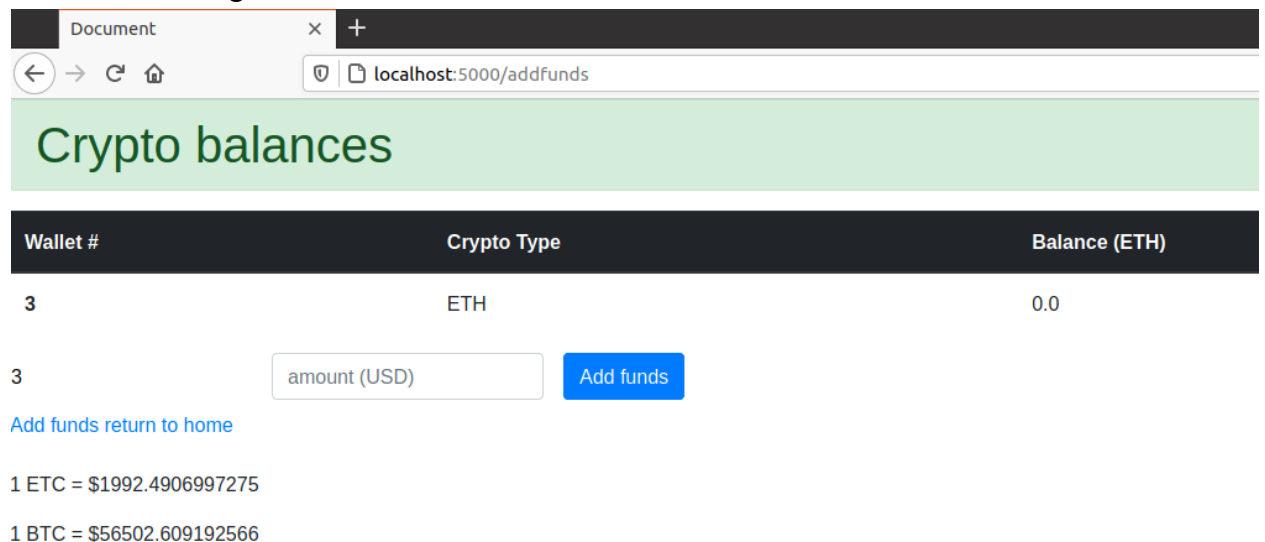 Document
localhost:5000/addfunds
Crypto balances
Wallet # Crypto Type Balance (ETH)
3 ETH 0.0
3 amount (USD) Add funds
Add funds return to home
1 ETC = $1992.4906997275
1 BTC = $56502.609192566